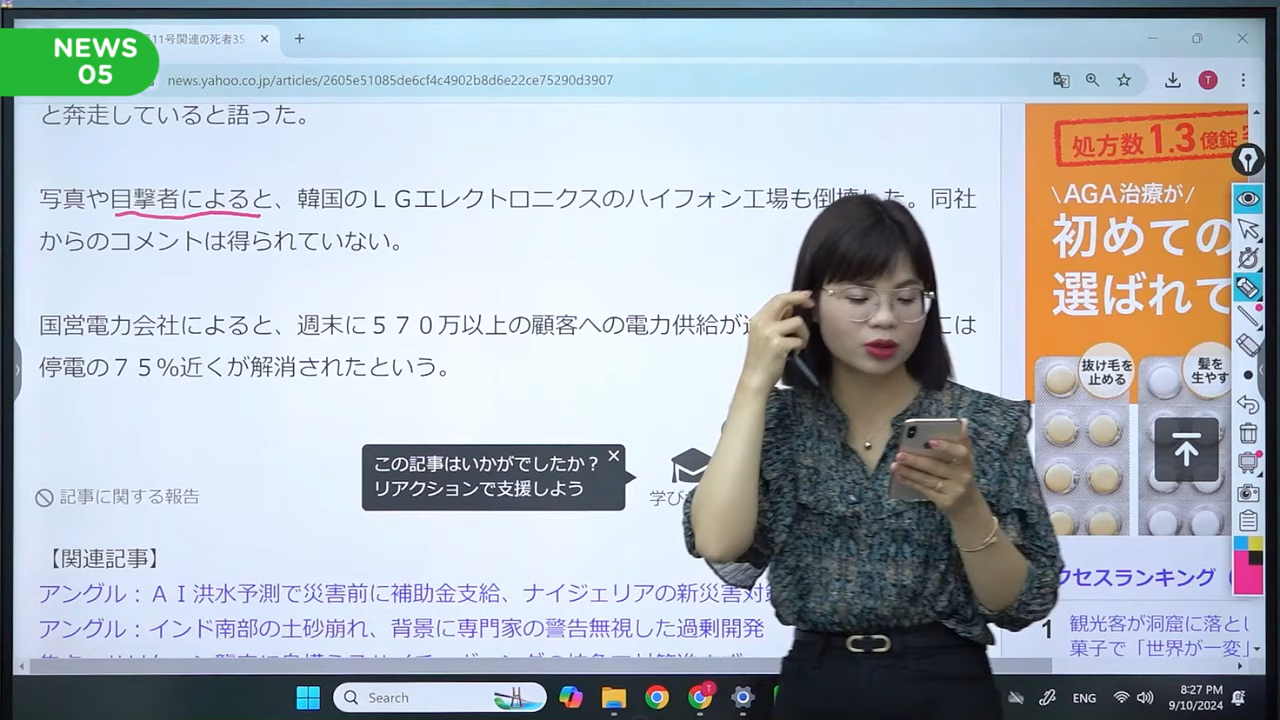 NEWS
05
11号関連の死者35
news.yahoo.co.jp/articles/2605e51085de6cf4c4902b8d6e22ce75290d3907
T
と奔走していると語った。
写真や目撃者によると、韓国のＬＧエレクトロニクスのハイフォン工場も倒壊した。同社
からのコメントは得られていない。
国営電力会社によると、週末に５７０万以上の顧客への電力供給が には
停電の７５％近くが解消されたという。
この記事はいかがでしたか？
リアクションで支援しよう
記事に関する報告
学び
【関連記事】
アングル：ＡＩ洪水予測で災害前に補助金支給、ナイジェリアの新災害対
アングル：インド南部の土砂崩れ、背景に専門家の警告無視した過剰開発
処方数1.3億錠
\AGA治療が/
初めての
選ばれて
抜け毛を
止める
髪を
生やす
クセスランキング
1
観光客が洞窟に落とし
菓子で「世界が一変」
Search
T
ENG
8:27 PM
9/10/2024